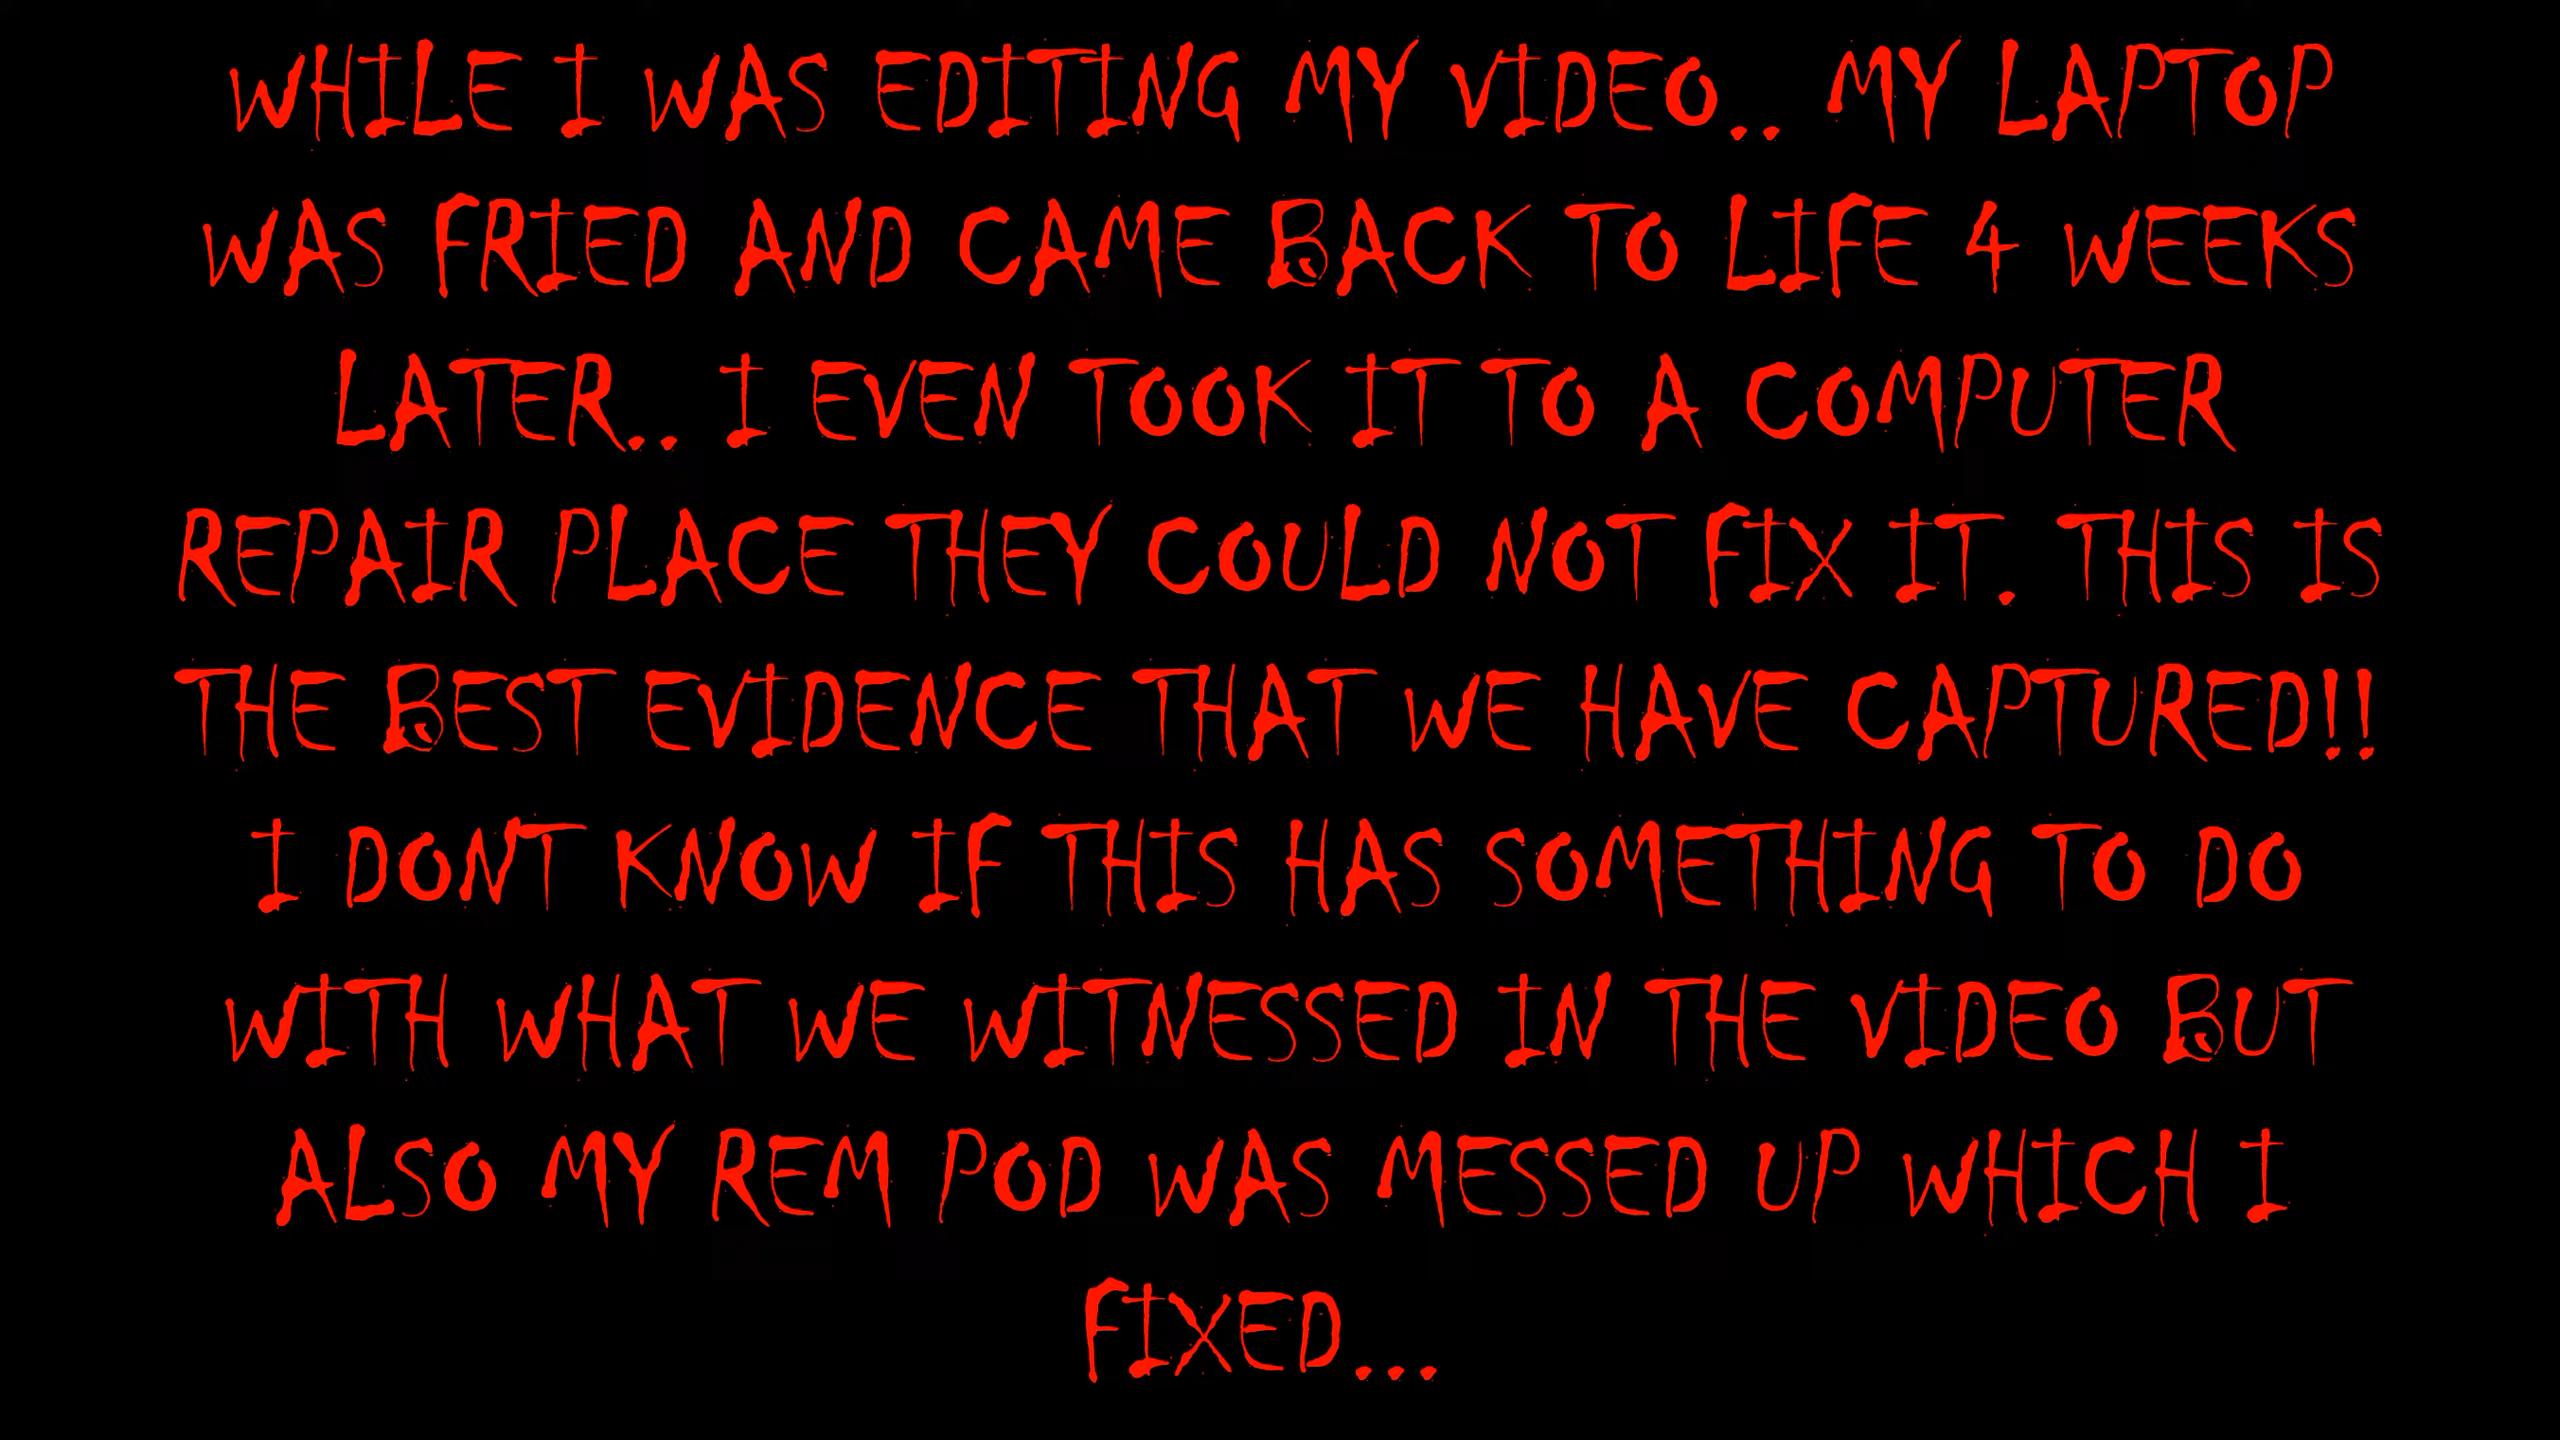 WHILE I WAS EDITING MY VIDEO.. MY LAPTOP
WAS FRIED AND CAME BACK TO LIFE 4 WEEKS
LATER.. I EVEN TOOK IT TO A COMPUTER
REPAIR PLACE THEY COULD NOT FIX IT. THIS IS
THE BEST EVIDENCE THAT WE HAVE CAPTURED!!
I DONT KNOW IF THIS HAS SOMETHING TO DO
WITH WHAT WE WITNESSED IN THE VIDEO BUT
ALSO MY REM POD WAS MESSED UP WHICH I
FIXED...